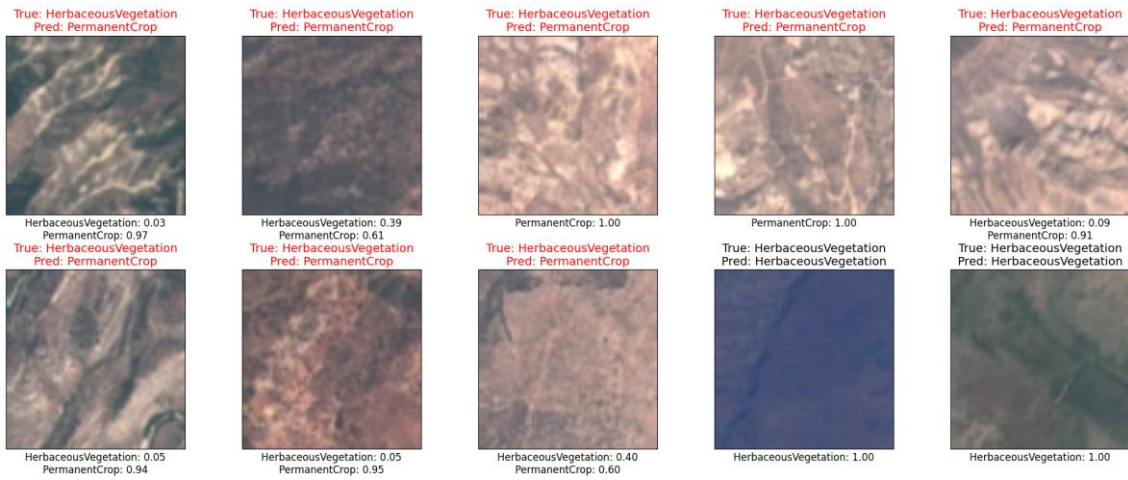 True: HerbaceousVegetation
Pred: PermanentCrop
True: HerbaceousVegetation
Pred: PermanentCrop
True: HerbaceousVegetation
Pred: PermanentCrop
True: HerbaceousVegetation
Pred: PermanentCrop
True: HerbaceousVegetation
Pred: PermanentCrop
HerbaceousVegetation: 0.03
PermanentCrop: 0.97
HerbaceousVegetation: 0.39
PermanentCrop: 0.61
PermanentCrop: 1.00
PermanentCrop: 1.00
HerbaceousVegetation: 0.09
PermanentCrop: 0.91
True: HerbaceousVegetation
Pred: PermanentCrop
True: HerbaceousVegetation
Pred: PermanentCrop
True: HerbaceousVegetation
Pred: PermanentCrop
True: HerbaceousVegetation
Pred: HerbaceousVegetation
True: HerbaceousVegetation
Pred: HerbaceousVegetation
HerbaceousVegetation: 0.05
PermanentCrop: 0.94
HerbaceousVegetation: 0.05
PermanentCrop: 0.95
HerbaceousVegetation: 0.40
PermanentCrop: 0.60
HerbaceousVegetation: 1.00
HerbaceousVegetation: 1.00